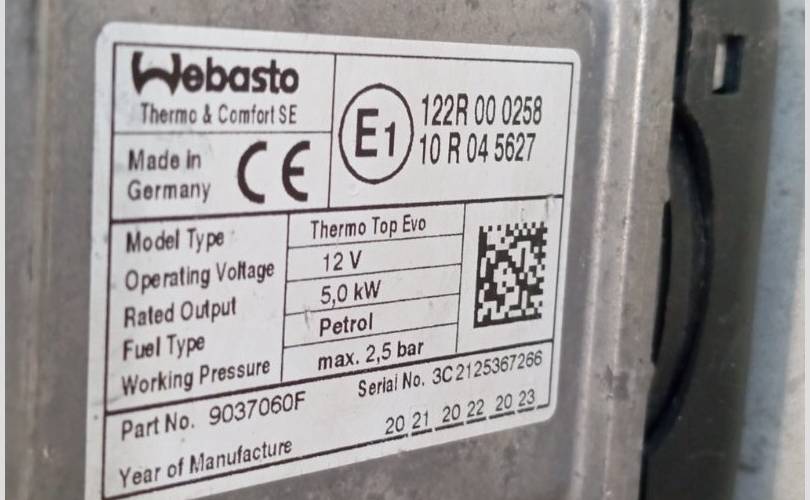 Webasto
Thermo & Comfort SE
Made in
Germany
CE
E1
122R 00 0258
10 R 04 5627
Model Type Thermo Top Evo
Operating Voltage 12 V
Rated Output 5,0 kW
Fuel Type Petrol
Working Pressure max. 2,5 bar
Part No. 9037060F Serial No. 3C2125367266
Year of Manufacture 20 21 20 22 20 23